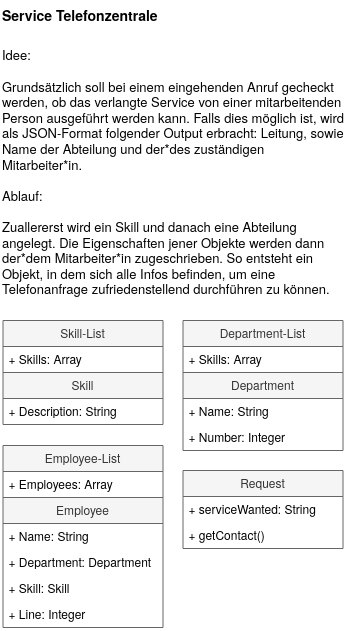 Service Telefonzentrale
Idee:
Grundsätzlich soll bei einem eingehenden Anruf gecheckt
werden, ob das verlangte Service von einer mitarbeitenden
Person ausgeführt werden kann. Falls dies möglich ist, wird
als JSON-Format folgender Output erbracht: Leitung, sowie
Name der Abteilung und der*des zuständigen
Mitarbeiter*in.
Ablauf:
Zuallererst wird ein Skill und danach eine Abteilung
angelegt. Die Eigenschaften jener Objekte werden dann
der*dem Mitarbeiter*in zugeschrieben. So entsteht ein
Objekt, in dem sich alle Infos befinden, um eine
Telefonanfrage zufriedenstellend durchführen zu können.
Skill-List
+ Skills: Array
Skill
+ Description: String
Department-List
+ Skills: Array
Department
+ Name: String
+ Number: Integer
Employee-List
+ Employees: Array
Employee
+ Name: String
+ Department: Department
+ Skill: Skill
+ Line: Integer
Request
+ serviceWanted: String
+ getContact()